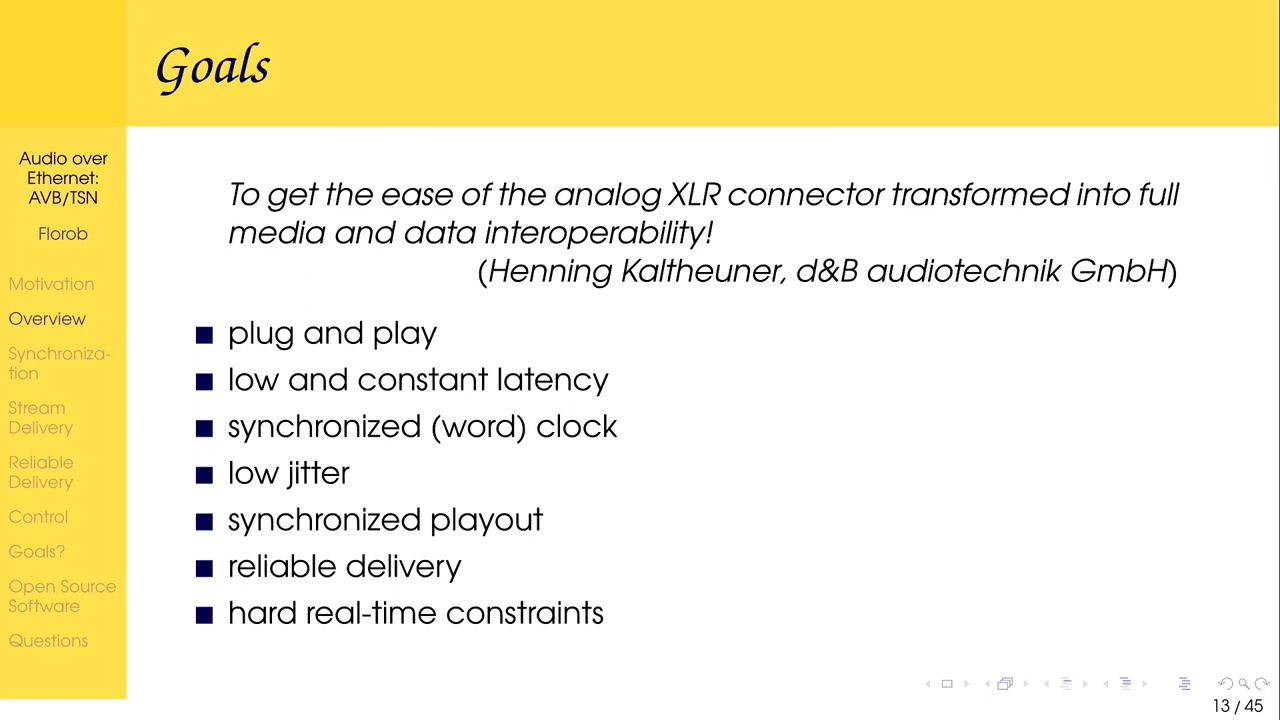 Goals
Audio over
Ethernet:
AVB/TSN
Florob
Motivation
Overview
Synchroniza-
tion
Stream
Delivery
Reliable
Delivery
Control
Goals?
Open Source
Software
Questions
To get the ease of the analog XLR connector transformed into full
media and data interoperability!
(Henning Kaltheuner, d&B audiotechnik GmbH)
plug and play
low and constant latency
synchronized (word) clock
low jitter
synchronized playout
reliable delivery
hard real-time constraints
13 / 45